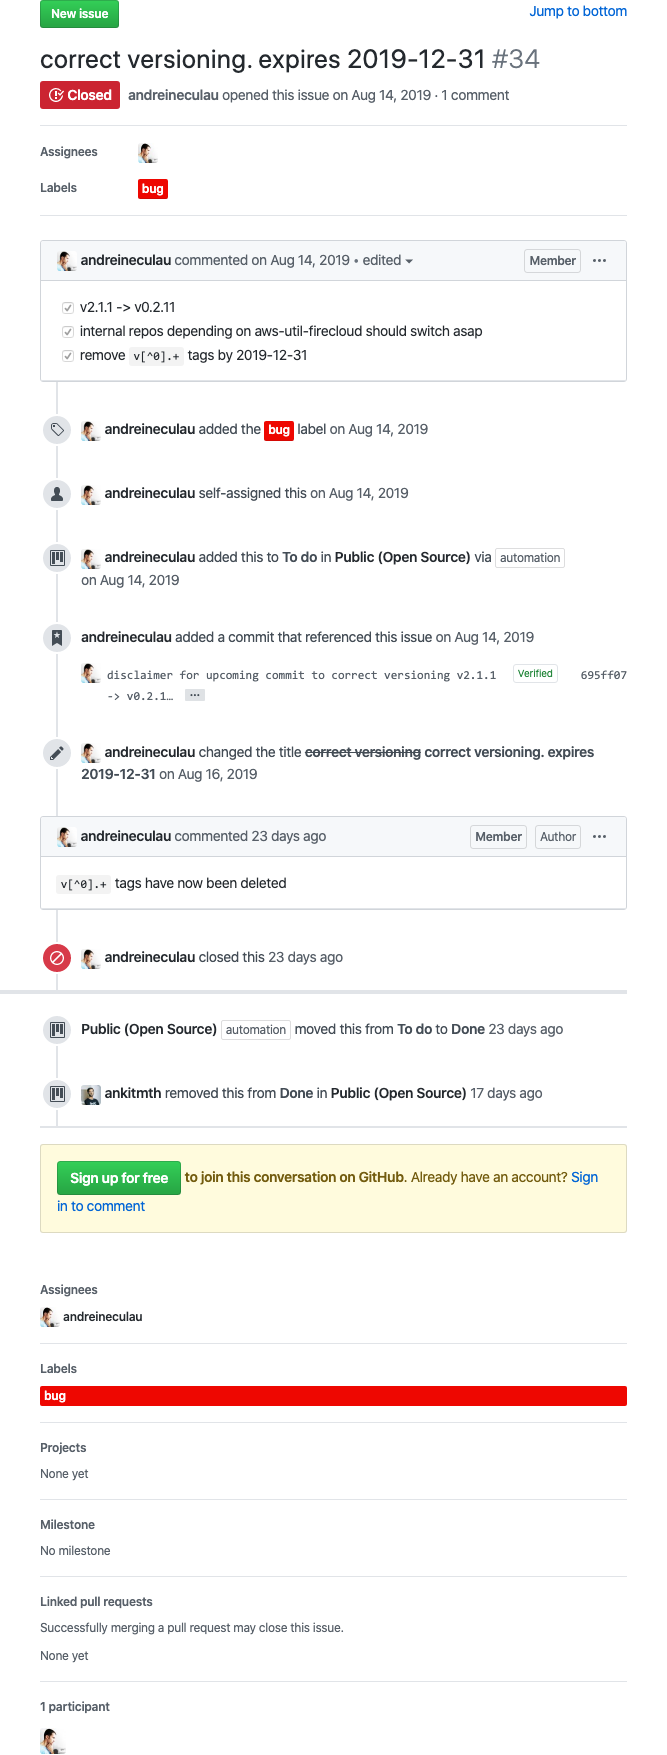 New issue
Jump to bottom
correct versioning. expires 2019-12-31 #34
Closed andreineculau opened this issue on Aug 14, 2019 · 1 comment
Assignees
Labels bug
andreineculau commented on Aug 14, 2019 • edited Member ···
v2.1.1 -> v0.2.11
internal repos depending on aws-util-firecloud should switch asap
remove v[^0].+ tags by 2019-12-31
andreineculau added the bug label on Aug 14, 2019
andreineculau self-assigned this on Aug 14, 2019
andreineculau added this to To do in Public (Open Source) via automation
on Aug 14, 2019
andreineculau added a commit that referenced this issue on Aug 14, 2019
disclaimer for upcoming commit to correct versioning v2.1.1 Verified 695ff07
-> v0.2.1… ···
andreineculau changed the title correct versioning correct versioning. expires
2019-12-31 on Aug 16, 2019
andreineculau commented 23 days ago Member Author ···
v[^0].+ tags have now been deleted
andreineculau closed this 23 days ago
Public (Open Source) automation moved this from To do to Done 23 days ago
ankitmth removed this from Done in Public (Open Source) 17 days ago
Sign up for free to join this conversation on GitHub. Already have an account? Sign
in to comment
Assignees
andreineculau
Labels
bug
Projects
None yet
Milestone
No milestone
Linked pull requests
Successfully merging a pull request may close this issue.
None yet
1 participant